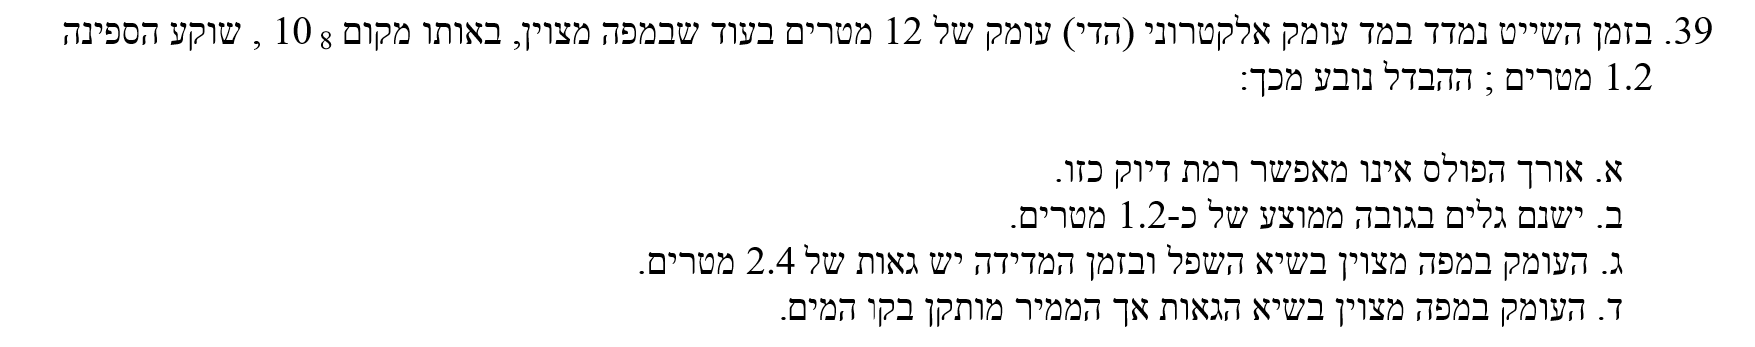 39. בזמן השייט נמדד במד עומק אלקטרוני (הדי) עומק של 12 מטרים בעוד שבמפה מצוין, באותו מקום 10 8 , שוקע הספינה
1.2 מטרים ; ההבדל נובע מכך:
א. אורך הפולס אינו מאפשר רמת דיוק כזו.
ב. ישנם גלים בגובה ממוצע של כ-1.2 מטרים.
ג. העומק במפה מצוין בשיא השפל ובזמן המדידה יש גאות של 2.4 מטרים.
ד. העומק במפה מצוין בשיא הגאות אך הממיר מותקן בקו המים.